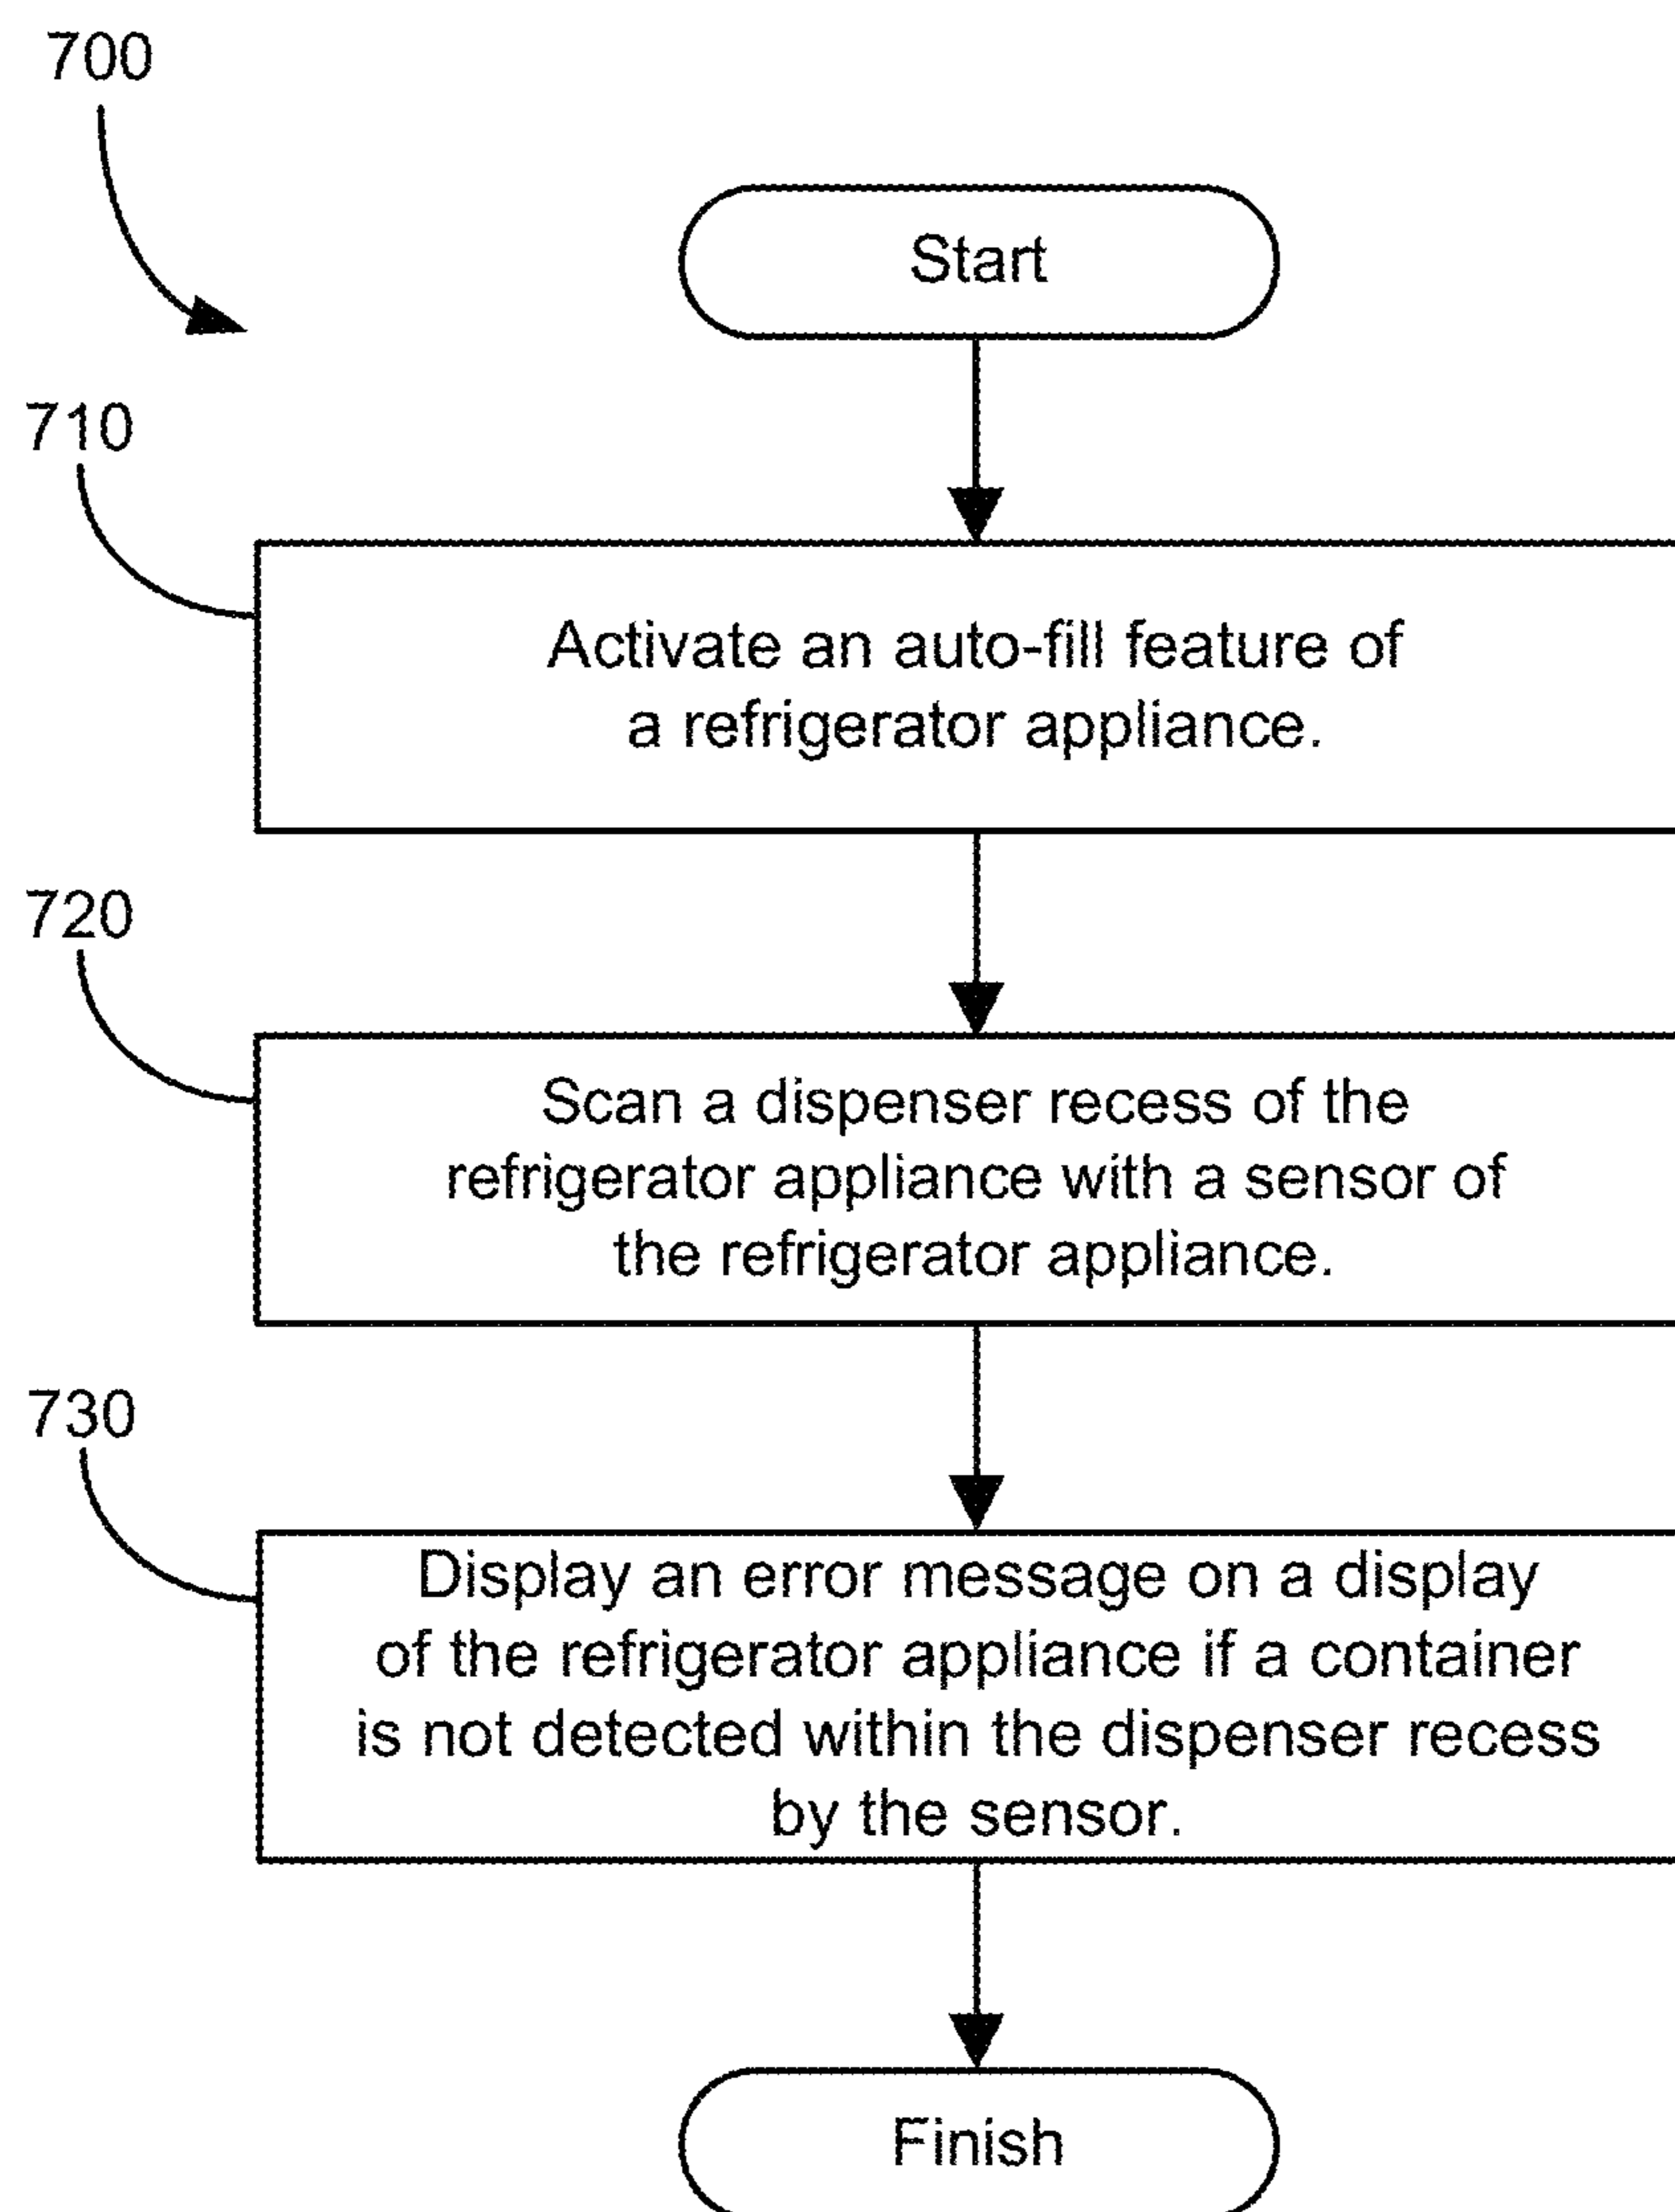 700
Start
710
Activate an auto-fill feature of
a refrigerator appliance.
720
Scan a dispenser recess of the
refrigerator appliance with a sensor of
the refrigerator appliance.
730
Display an error message on a display
of the refrigerator appliance if a container
is not detected within the dispenser recess
by the sensor.
Finish